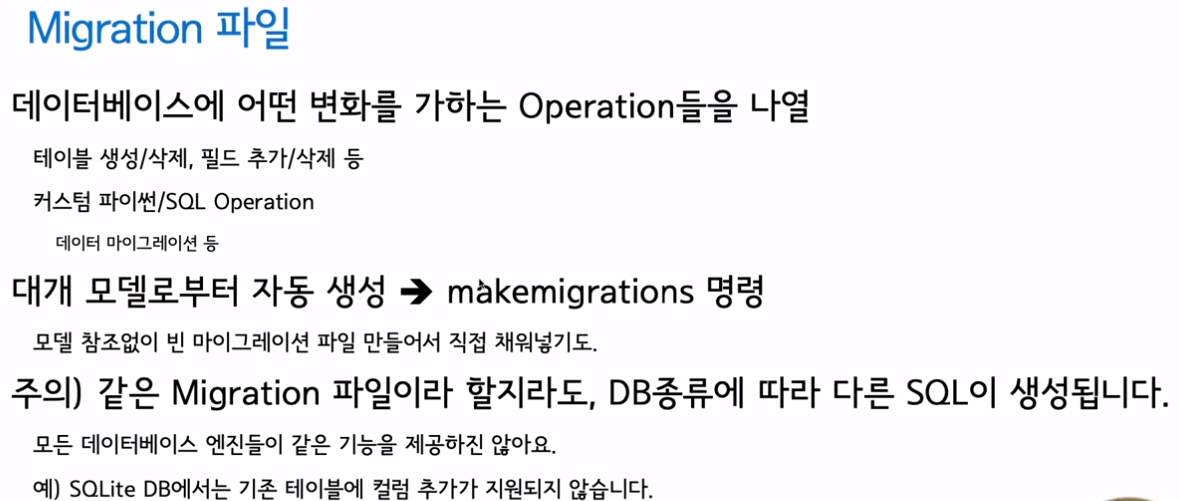 Migration 파일
데이터베이스에 어떤 변화를 가하는 Operation들을 나열
테이블 생성/삭제, 필드 추가/삭제 등
커스텀 파이썬/SQL Operation
데이터 마이그레이션 등
대개 모델로부터 자동 생성 ➔ makemigrations 명령
모델 참조없이 빈 마이그레이션 파일 만들어서 직접 채워넣기도.
주의) 같은 Migration 파일이라 할지라도, DB종류에 따라 다른 SQL이 생성됩니다.
모든 데이터베이스 엔진들이 같은 기능을 제공하진 않아요.
예) SQLite DB에서는 기존 테이블에 컬럼 추가가 지원되지 않습니다.